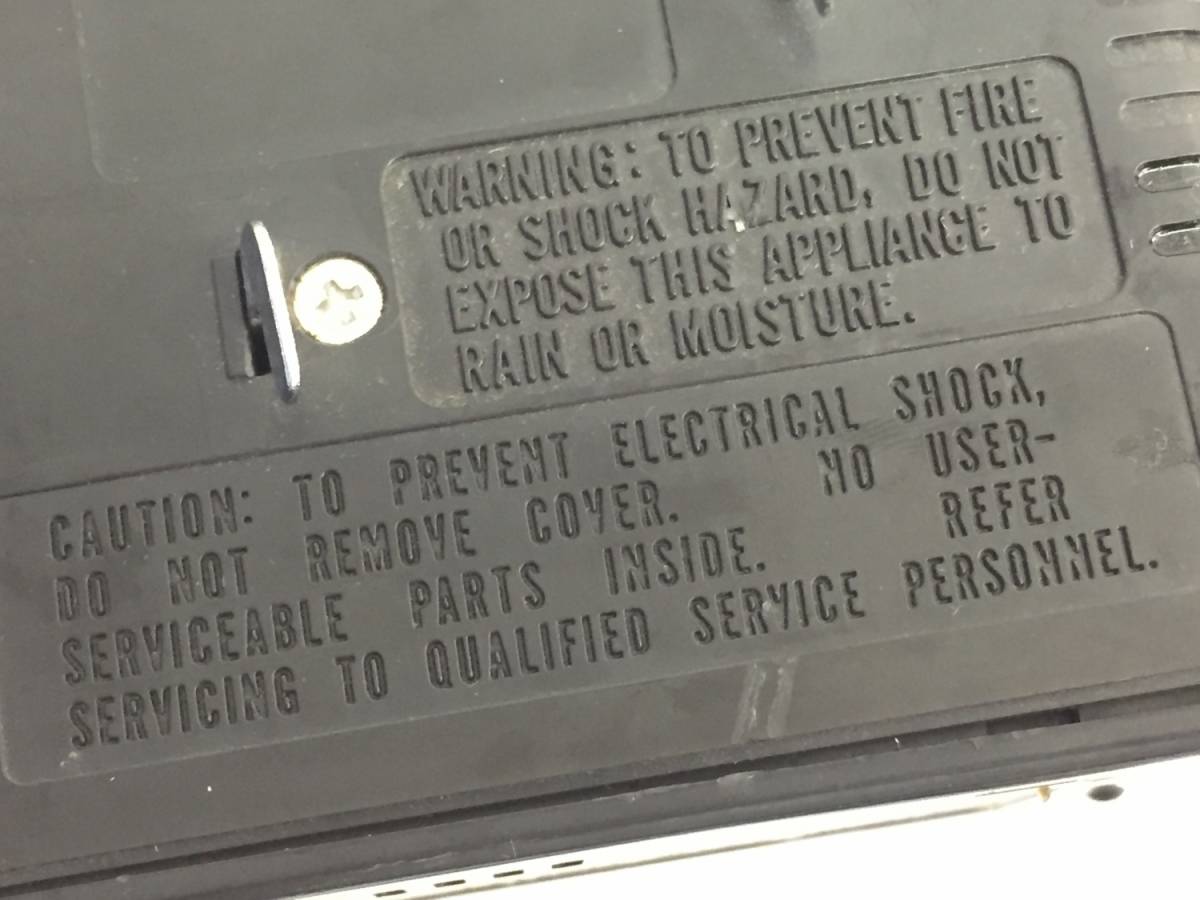 WARNING: TO PREVENT FIRE
OR SHOCK HAZARD, DO NOT
EXPOSE THIS APPLIANCE TO
RAIN OR MOISTURE.
CAUTION: TO PREVENT ELECTRICAL SHOCK,
DO NOT REMOVE COVER. NO USER-
SERVICEABLE PARTS INSIDE. REFER
SERVICING TO QUALIFIED SERVICE PERSONNEL.